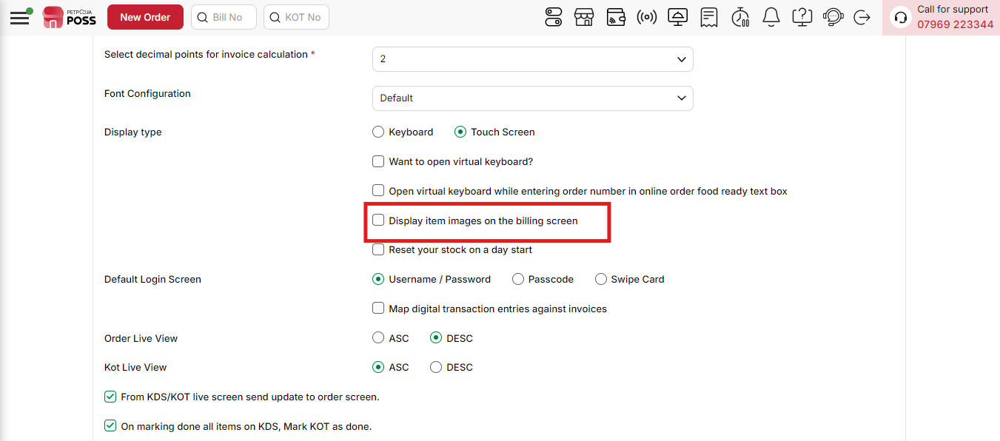 PETPOOJA
POSS
New Order
Bill No
KOT No
Call for support
07969 223344
Select decimal points for invoice calculation *
2
Font Configuration
Default
Display type
Keyboard
Touch Screen
Want to open virtual keyboard?
Open virtual keyboard while entering order number in online order food ready text box
Display item images on the billing screen
Reset your stock on a day start
Default Login Screen
Username / Password
Passcode
Swipe Card
Map digital transaction entries against invoices
Order Live View
ASC
DESC
Kot Live View
ASC
DESC
From KDS/KOT live screen send update to order screen.
On marking done all items on KDS, Mark KOT as done.